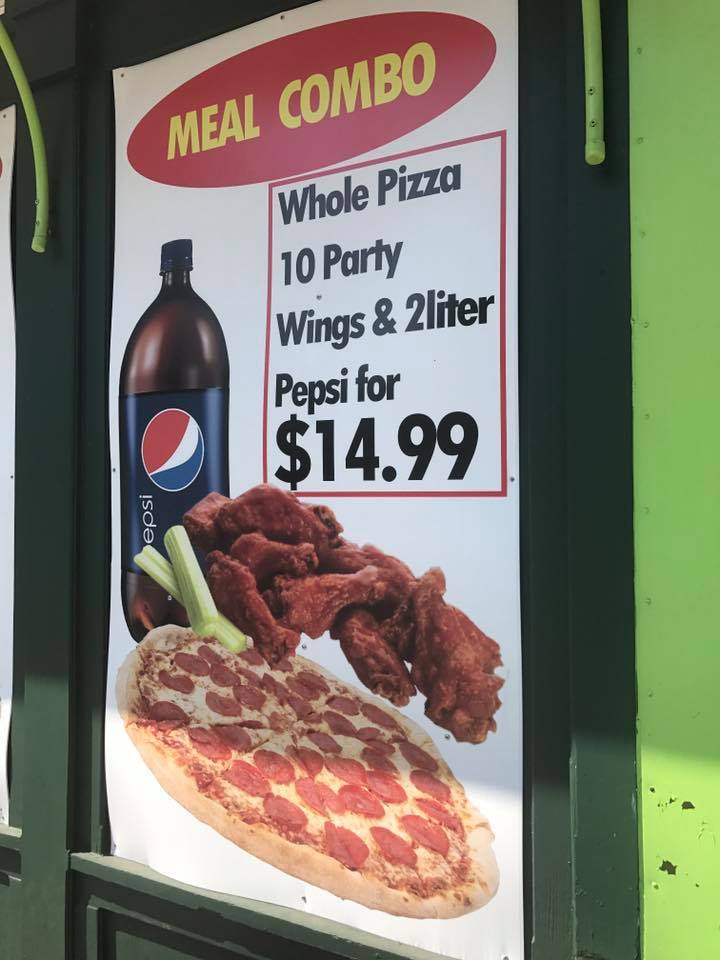 MEAL COMBO
Whole Pizza
10 Party
Wings & 2liter
Pepsi for
$14.99
epsi